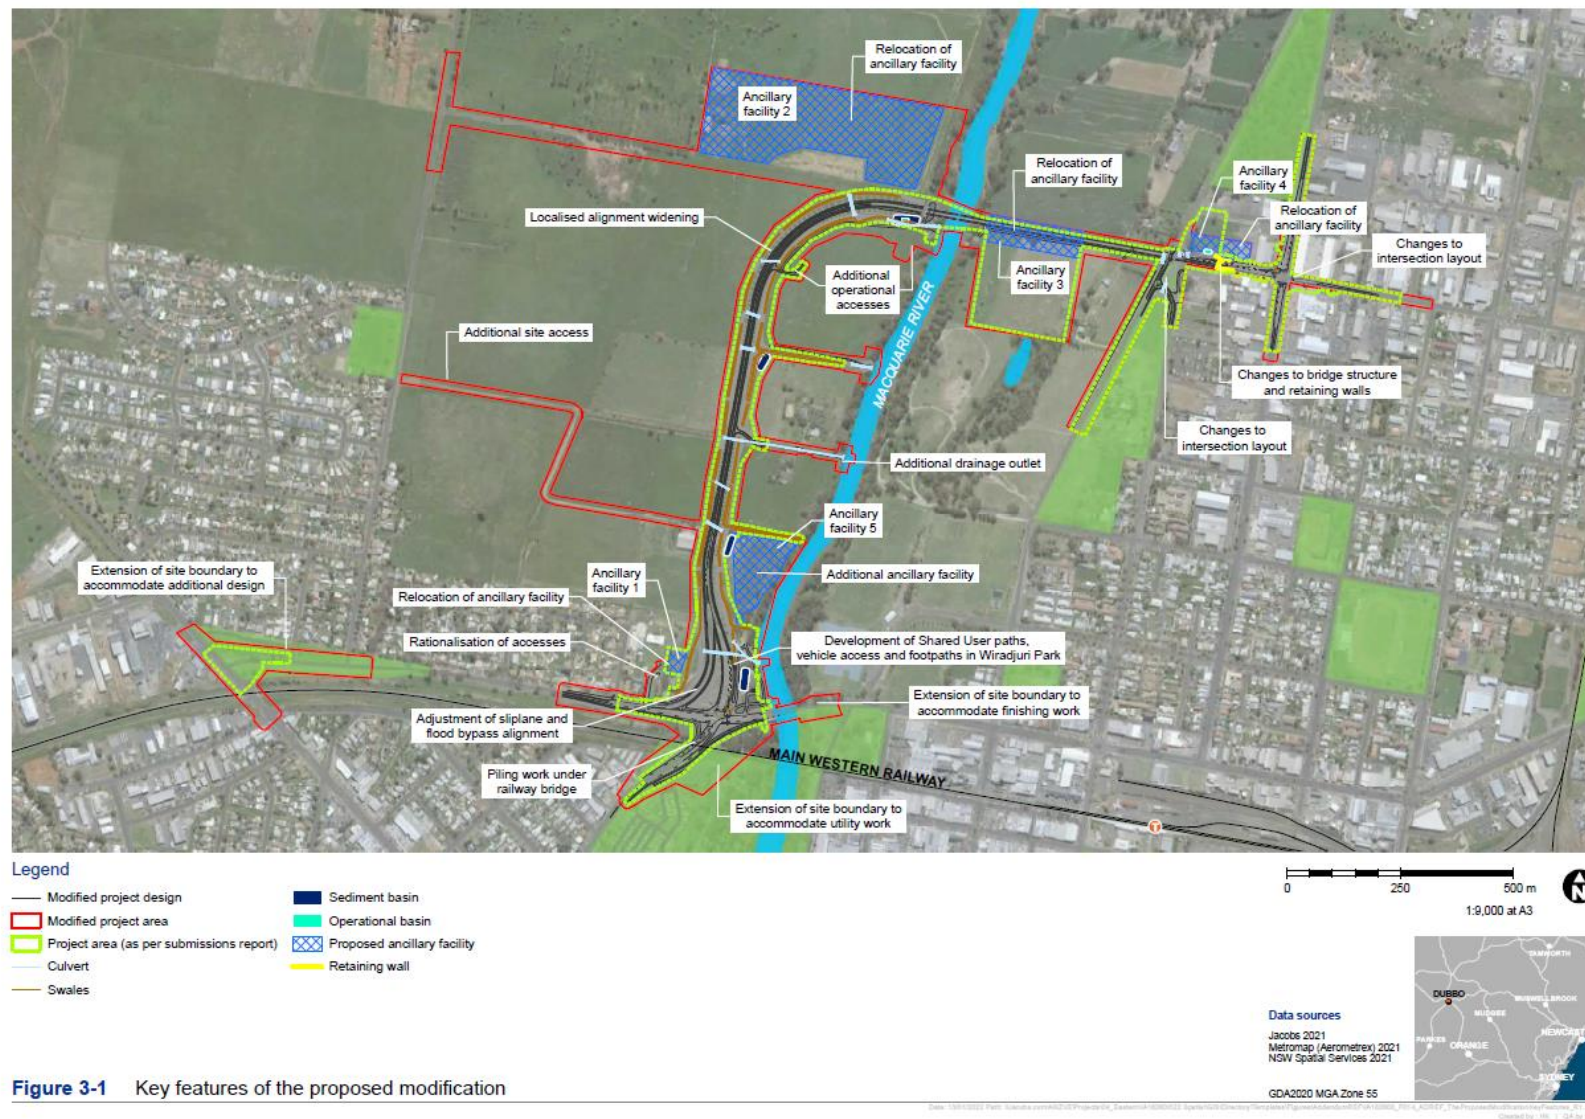 Relocation of
ancillary facility
Ancillary
facility 2
Relocation of
ancillary facility
Ancillary
facility 4
Relocation of
ancillary facility
Localised alignment widening
Changes to
intersection layout
Additional
operational
accesses
Ancillary
facility 3
MACQUARIE RIVER
Additional site access
Changes to bridge structure
and retaining walls
Changes to
intersection layout
Additional drainage outlet
Ancillary
facility 5
Extension of site boundary to
accommodate additional design
Ancillary
facility 1
Additional ancillary facility
Relocation of ancillary facility
Rationalisation of accesses
Development of Shared User paths,
vehicle access and footpaths in Wiradjuri Park
Extension of site boundary to
accommodate finishing work
Adjustment of sliplane and
flood bypass alignment
MAIN WESTERN RAILWAY
Piling work under
railway bridge
Extension of site boundary to
accommodate utility work
T
Legend
Modified project design
Modified project area
Project area (as per submissions report)
Culvert
Swales
Sediment basin
Operational basin
Proposed ancillary facility
Retaining wall
0 250 500 m
N
1:9,000 at A3
TAMWORTH
DUBBO
MUSWELLBROOK
MUDGEE
NEWCAST
PARKES
ORANGE
SYDNEY
Data sources
Jacobs 2021
Metromap (Aerometrex) 2021
NSW Spatial Services 2021
GDA2020 MGA Zone 55
Figure 3-1 Key features of the proposed modification